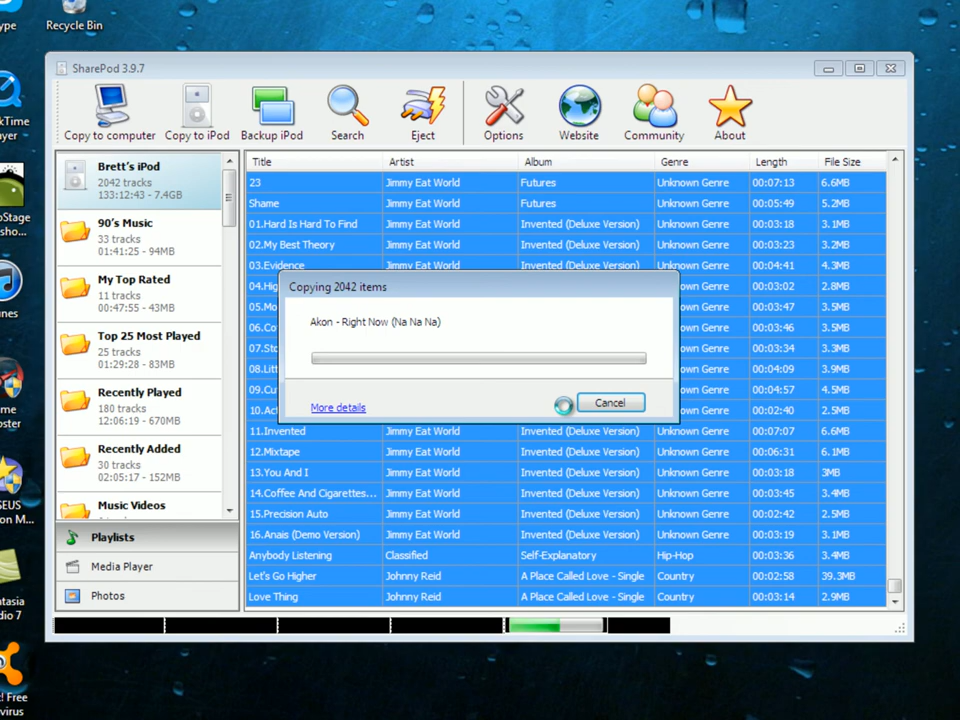 ype
Recycle Bin
SharePod 3.9.7
Copy to computer Copy to iPod Backup iPod Search Eject Options Website Community About
Brett's iPod
2042 tracks
133:12:43 - 7.4GB
90's Music
33 tracks
01:41:25 - 94MB
My Top Rated
11 tracks
00:47:55 - 43MB
Top 25 Most Played
25 tracks
01:29:28 - 83MB
Recently Played
180 tracks
12:06:19 - 670MB
Recently Added
30 tracks
02:05:17 - 152MB
Music Videos
Playlists
Media Player
Photos
Title Artist Album Genre Length File Size
23 Jimmy Eat World Futures Unknown Genre 00:07:13 6.6MB
Shame Jimmy Eat World Futures Unknown Genre 00:05:49 5.2MB
01.Hard Is Hard To Find Jimmy Eat World Invented (Deluxe Version) Unknown Genre 00:03:18 3.1MB
02.My Best Theory Jimmy Eat World Invented (Deluxe Version) Unknown Genre 00:03:23 3.2MB
03.Evidence Jimmy Eat World Invented (Deluxe Version) Unknown Genre 00:04:41 4.3MB
04.Hig own Genre 00:03:02 2.8MB
05.Mo own Genre 00:03:47 3.5MB
06.Co own Genre 00:03:46 3.5MB
07.Sto own Genre 00:03:34 3.3MB
08.Litt own Genre 00:04:09 3.9MB
09.Cu own Genre 00:04:57 4.5MB
10.Act own Genre 00:02:40 2.5MB
11.Invented Jimmy Eat World Invented (Deluxe Version) Unknown Genre 00:07:07 6.6MB
12.Mixtape Jimmy Eat World Invented (Deluxe Version) Unknown Genre 00:06:31 6.1MB
13.You And I Jimmy Eat World Invented (Deluxe Version) Unknown Genre 00:03:18 3MB
14.Coffee And Cigarettes... Jimmy Eat World Invented (Deluxe Version) Unknown Genre 00:03:45 3.4MB
15.Precision Auto Jimmy Eat World Invented (Deluxe Version) Unknown Genre 00:02:42 2.5MB
16.Anais (Demo Version) Jimmy Eat World Invented (Deluxe Version) Unknown Genre 00:03:19 3.1MB
Anybody Listening Classified Self-Explanatory Hip-Hop 00:03:36 3.4MB
Let's Go Higher Johnny Reid A Place Called Love - Single Country 00:02:58 39.3MB
Love Thing Johnny Reid A Place Called Love - Single Country 00:03:14 2.9MB
Copying 2042 items
Akon - Right Now (Na Na Na)
More details
Cancel
kTime
yer
oStage
sho...
unes
me
oster
SEUS
on M...
ntasia
dio 7
t! Free
virus